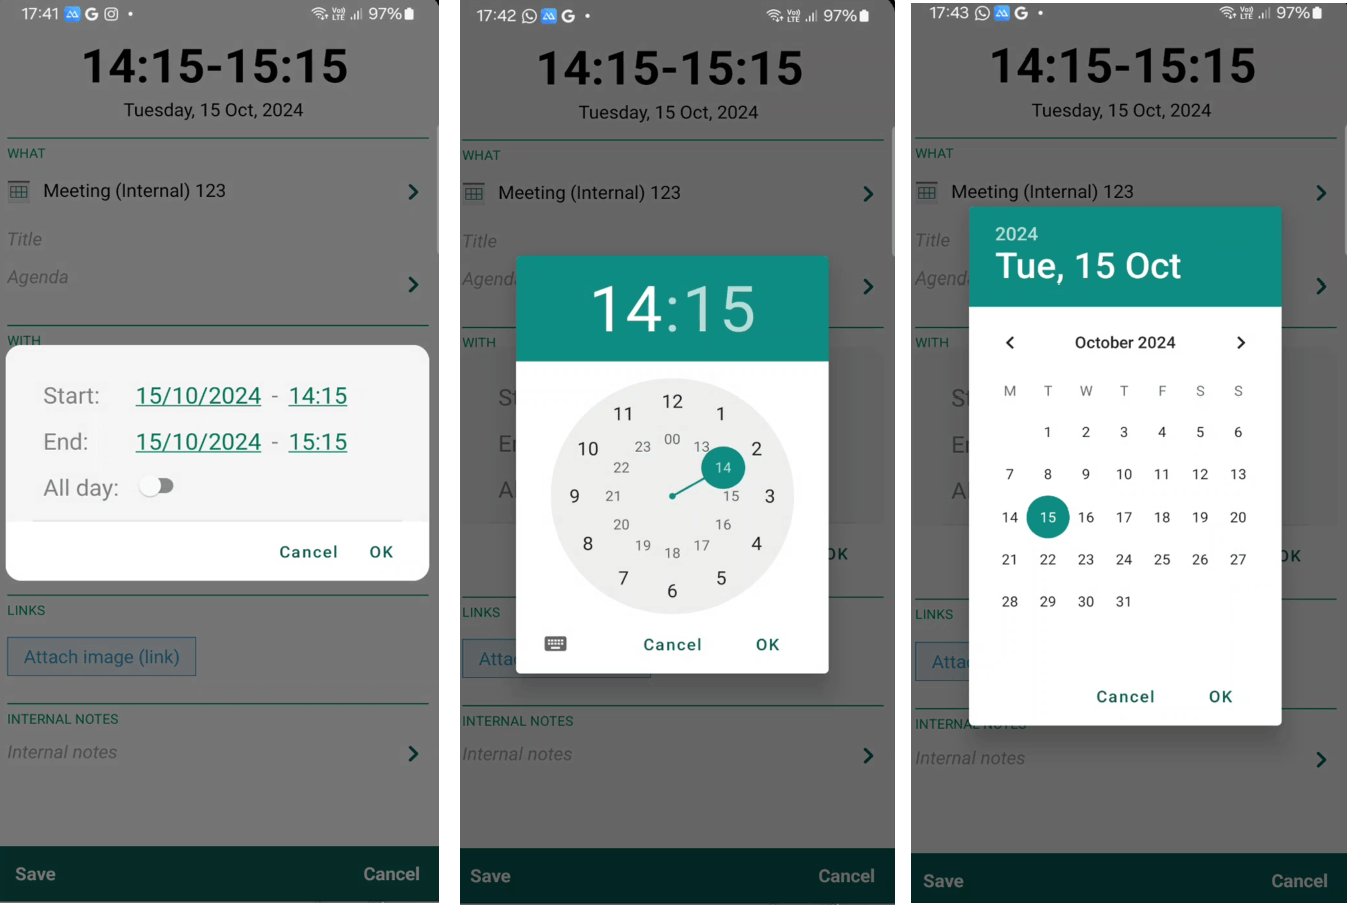 17:41 G 97%
14:15-15:15
Tuesday, 15 Oct, 2024
WHAT
Meeting (Internal) 123
Title
Agenda
WITH
Start: 15/10/2024 - 14:15
End: 15/10/2024 - 15:15
All day:
Cancel OK
LINKS
Attach image (link)
INTERNAL NOTES
Internal notes
Save Cancel
17:42 G 97%
14:15-15:15
Tuesday, 15 Oct, 2024
WHAT
Meeting (Internal) 123
Title
Agend
WITH
14:15
12
11 1
00
23 13
10 2
22 14
9 21 15 3
20 16
8 19 17 4
18
7 5
6
Cancel OK
St
En
Al
OK
LINKS
Atta
INTERNAL NOTES
Internal notes
Save Cancel
17:43 G 97%
14:15-15:15
Tuesday, 15 Oct, 2024
WHAT
Meeting (Internal) 123
Title
Agend
WITH
2024
Tue, 15 Oct
October 2024
M T W T F S S
1 2 3 4 5 6
7 8 9 10 11 12 13
14 15 16 17 18 19 20
21 22 23 24 25 26 27
28 29 30 31
Cancel OK
St
En
Al
OK
LINKS
Atta
INTERNAL NOTES
Internal notes
Save Cancel